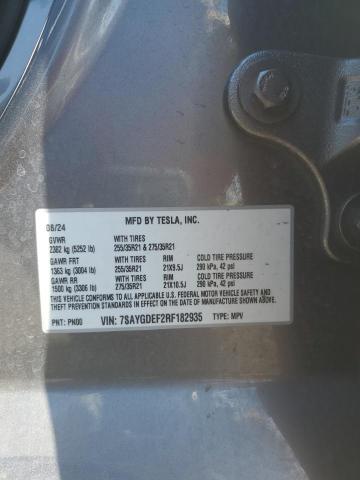 MFD BY TESLA, INC.
08/24
GVWR WITH TIRES
2382 kg (5252 lb) 255/35R21 & 275/35R21
GAWR FRT WITH TIRES RIM COLD TIRE PRESSURE
1363 kg (3004 lb) 255/35R21 21X9.5J 290 kPa, 42 psi
GAWR RR WITH TIRES RIM COLD TIRE PRESSURE
1500 kg (3306 lb) 275/35R21 21X10.5J 290 kPa, 42 psi
THIS VEHICLE CONFORMS TO ALL APPLICABLE U.S. FEDERAL MOTOR VEHICLE
SAFETY AND THEFT PREVENTION STANDARDS IN EFFECT ON THE DATE OF MANUFACTURE SHOWN ABOVE.
PNT: PN00 VIN: 7SAYGDEF2RF182935 TYPE: MPV